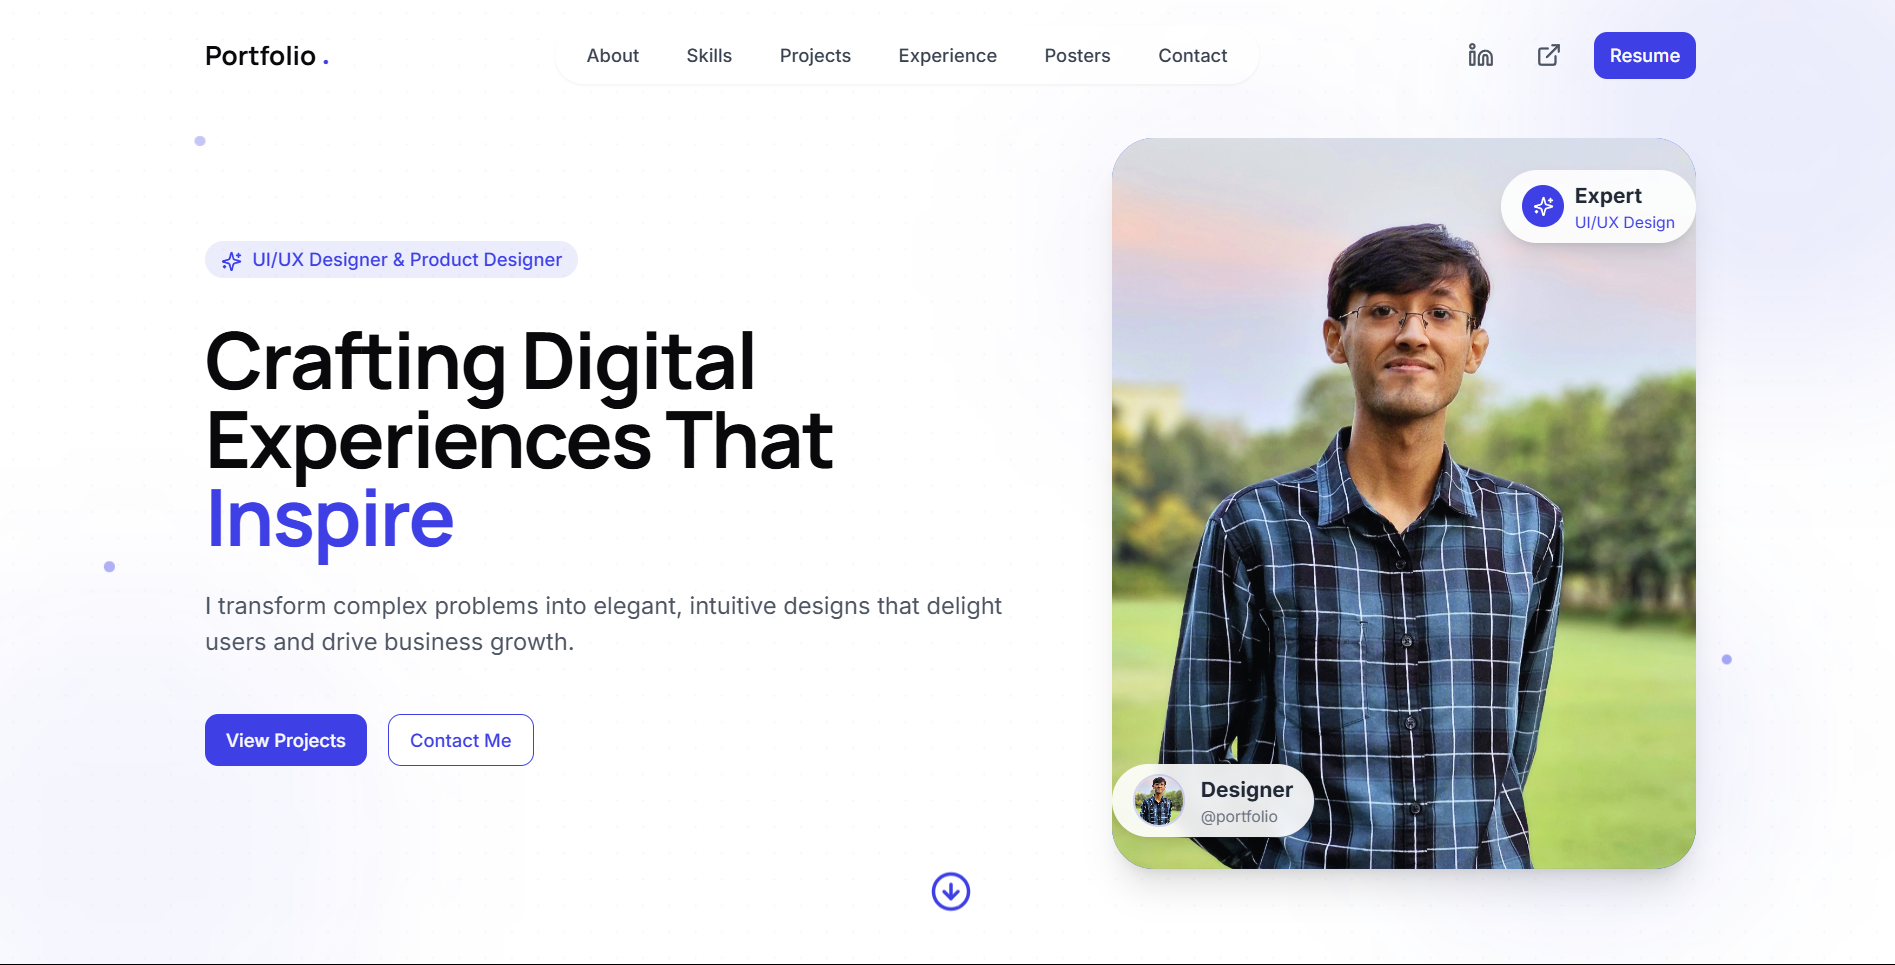 Portfolio .
About Skills Projects Experience Posters Contact
Resume
Expert
UI/UX Design
UI/UX Designer & Product Designer
Crafting Digital
Experiences That
Inspire
I transform complex problems into elegant, intuitive designs that delight
users and drive business growth.
View Projects Contact Me
Designer
@portfolio